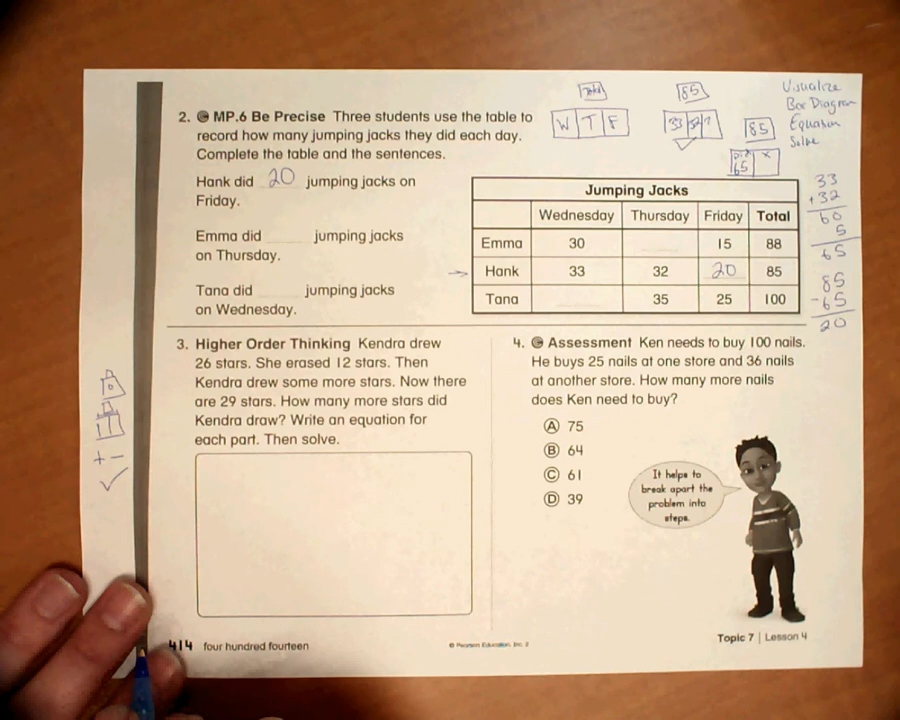 Total
W T F
85
33 32 ?
85
65 x
Visualize
Bar Diagram
Equation
Solve
2. MP.6 Be Precise Three students use the table to
record how many jumping jacks they did each day.
Complete the table and the sentences.
Hank did 20 jumping jacks on
Friday.
Emma did ____ jumping jacks
on Thursday.
Tana did ____ jumping jacks
on Wednesday.
Jumping Jacks
Wednesday Thursday Friday Total
Emma 30 ____ 15 88
Hank 33 32 20 85
Tana ____ 35 25 100
33
+32
60
5
65
85
-65
20
3. Higher Order Thinking Kendra drew
26 stars. She erased 12 stars. Then
Kendra drew some more stars. Now there
are 29 stars. How many more stars did
Kendra draw? Write an equation for
each part. Then solve.
4. Assessment Ken needs to buy 100 nails.
He buys 25 nails at one store and 36 nails
at another store. How many more nails
does Ken need to buy?
A 75
B 64
C 61
D 39
It helps to
break apart the
problem into
steps.
414 four hundred fourteen
© Pearson Education, Inc. 2
Topic 7 | Lesson 4